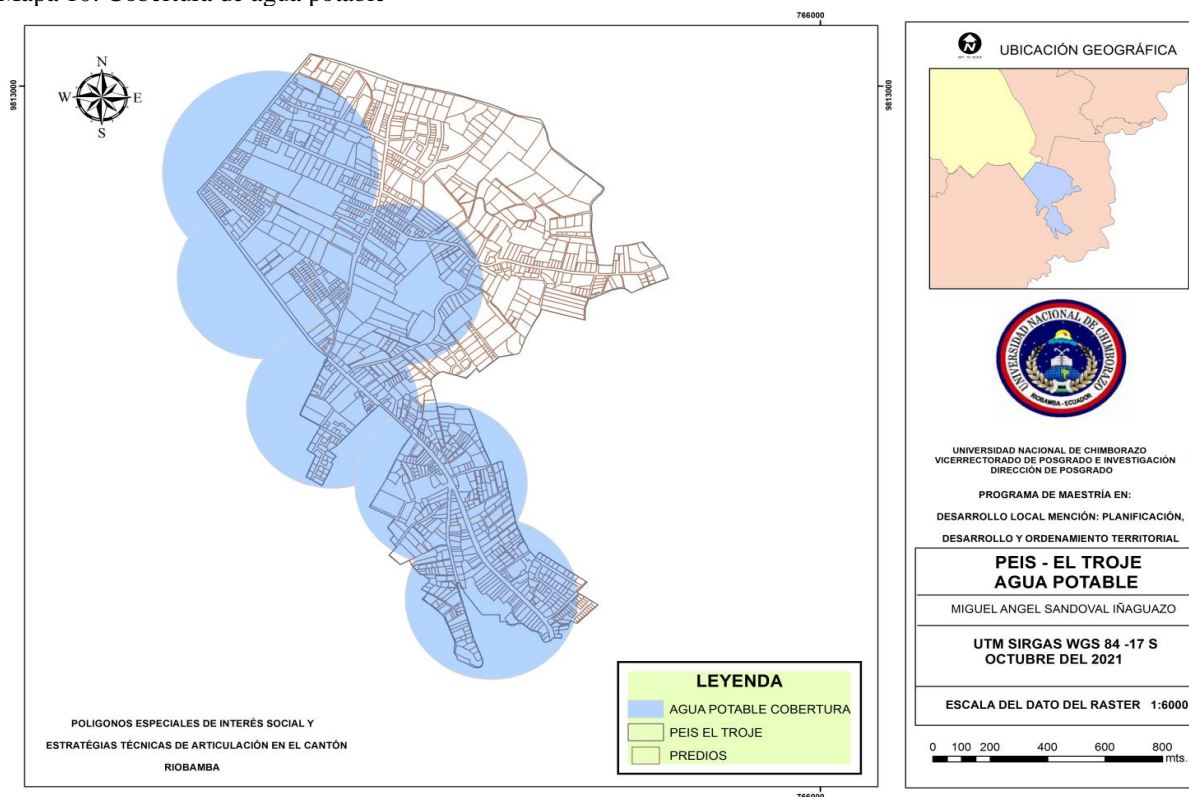 Mapa 10: Cobertura de agua potable
766000
9813000
9813000
N
W E
S
POLIGONOS ESPECIALES DE INTERÉS SOCIAL Y
ESTRATÉGIAS TÉCNICAS DE ARTICULACIÓN EN EL CANTÓN
RIOBAMBA
LEYENDA
AGUA POTABLE COBERTURA
PEIS EL TROJE
PREDIOS
766000
UBICACIÓN GEOGRÁFICA
UNIVERSIDAD NACIONAL DE CHIMBORAZO
RIOBAMBA - ECUADOR
UNIVERSIDAD NACIONAL DE CHIMBORAZO
VICERRECTORADO DE POSGRADO E INVESTIGACIÓN
DIRECCIÓN DE POSGRADO
PROGRAMA DE MAESTRÍA EN:
DESARROLLO LOCAL MENCIÓN: PLANIFICACIÓN,
DESARROLLO Y ORDENAMIENTO TERRITORIAL
PEIS - EL TROJE
AGUA POTABLE
MIGUEL ANGEL SANDOVAL IÑAGUAZO
UTM SIRGAS WGS 84 -17 S
OCTUBRE DEL 2021
ESCALA DEL DATO DEL RASTER 1:6000
0 100 200 400 600 800
mts.